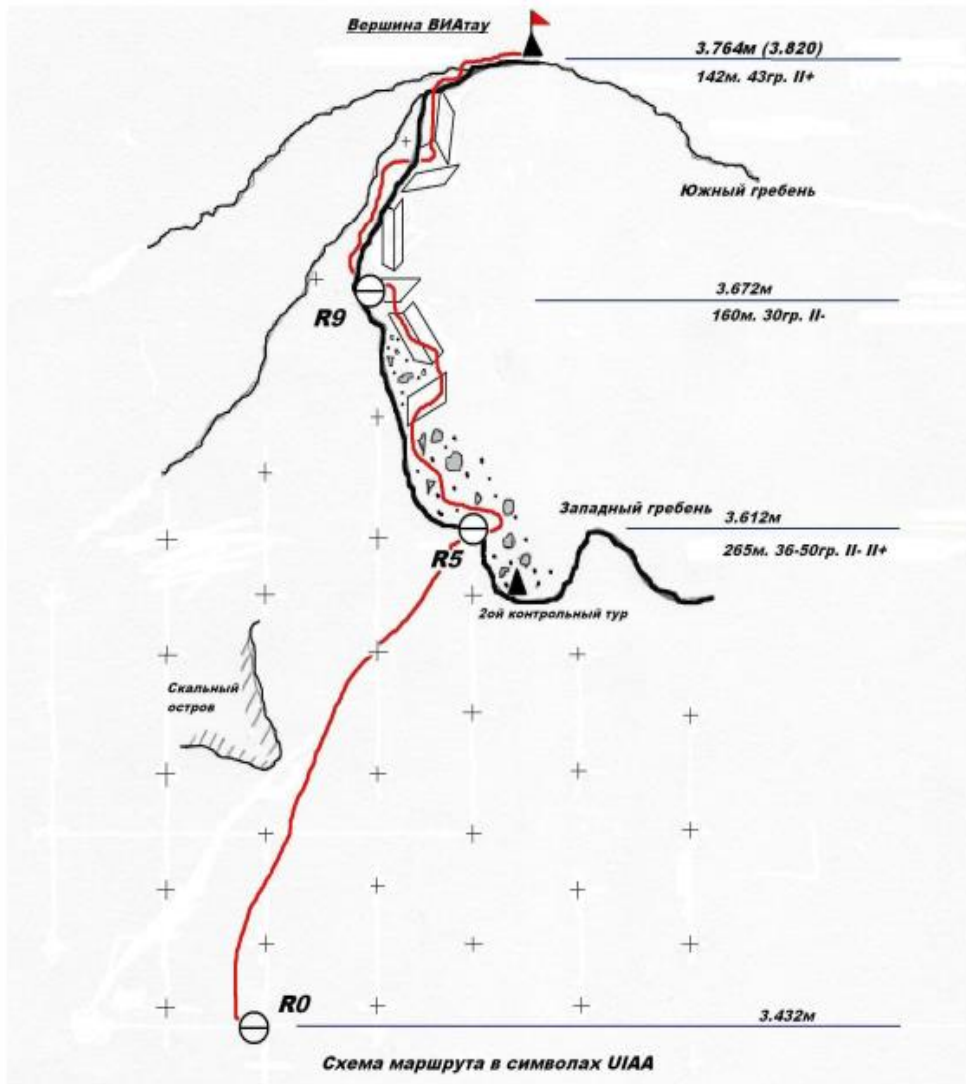 Вершина ВИАтау
3.764м (3.820)
142м. 43гр. II+
Южный гребень
3.672м
R9
160м. 30гр. II-
Западный гребень
3.612м
R5
265м. 36-50гр. II- II+
2ой контрольный тур
Скальный
остров
R0
3.432м
Схема маршрута в символах UIAA